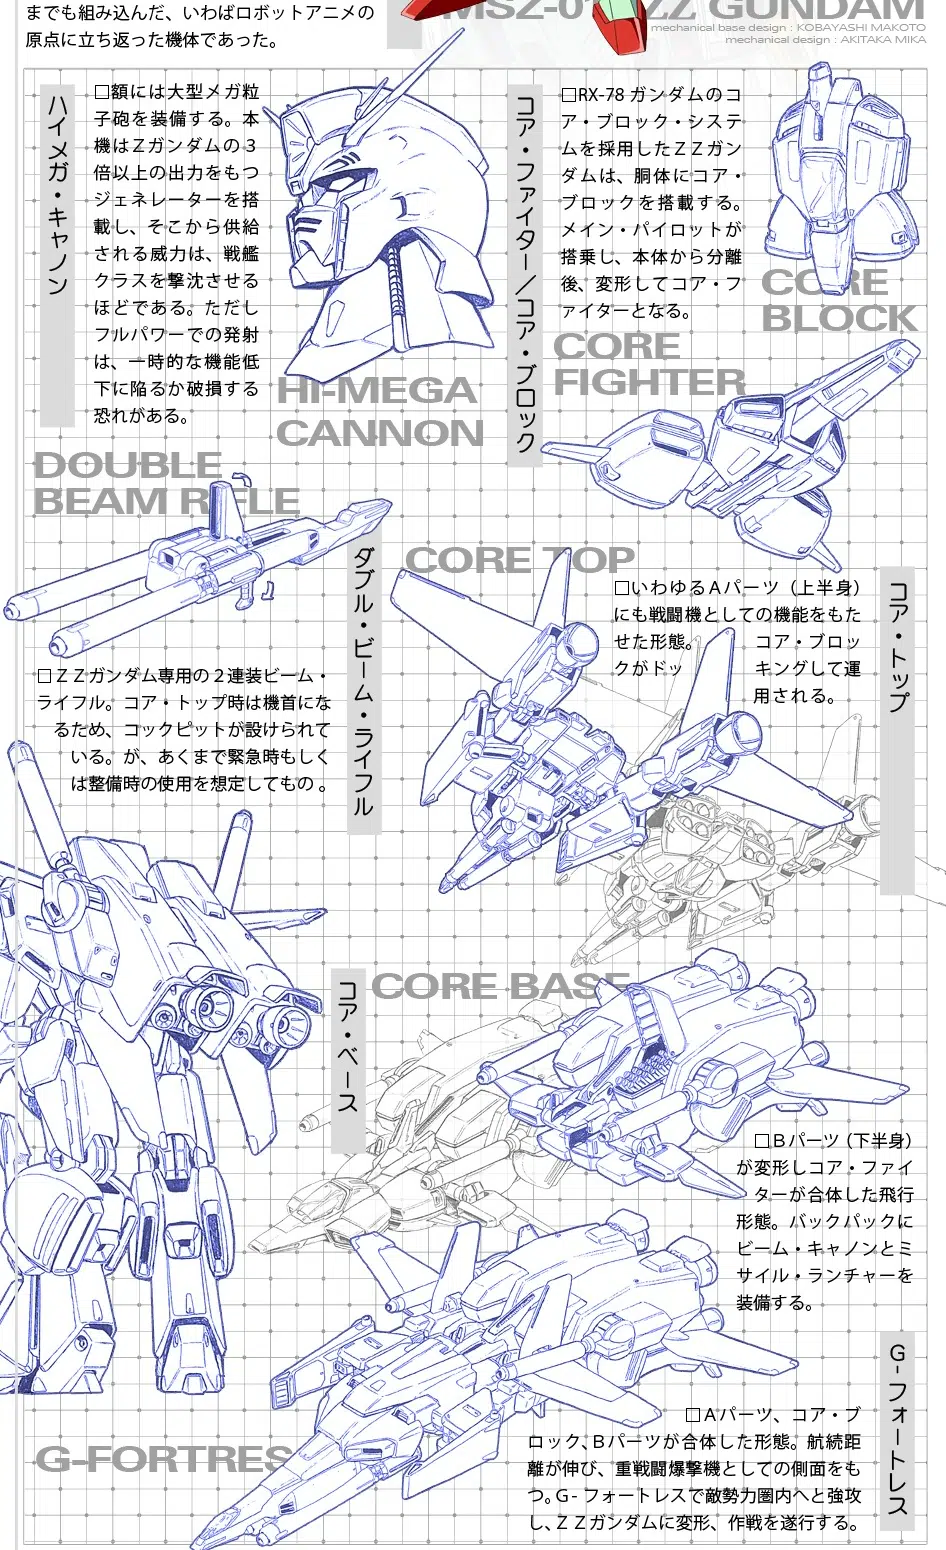 までも組み込んだ、いわばロボットアニメの
原点に立ち返った機体であった。
ZZ GUNDAM
mechanical base design : KOBAYASHI MAKOTO
mechanical design : AKITAKA MIKA
ハイメガ・キャノン
□額には大型メガ粒
子砲を装備する。本
機はＺガンダムの３
倍以上の出力をもつ
ジェネレーターを搭
載し、そこから供給
される威力は、戦艦
クラスを撃沈させる
ほどである。ただし
フルパワーでの発射
は、一時的な機能低
下に陥るか破損する
恐れがある。
HI-MEGA
CANNON
コア・ファイター／コア・ブロック
□RX-78 ガンダムのコ
ア・ブロック・システ
ムを採用したＺＺガン
ダムは、胴体にコア・
ブロックを搭載する。
メイン・パイロットが
搭乗し、本体から分離
後、変形してコア・フ
ァイターとなる。
CORE
BLOCK
CORE
FIGHTER
DOUBLE
BEAM RIFLE
ダブル・ビーム・ライフル
□ＺＺガンダム専用の２連装ビーム・
ライフル。コア・トップ時は機首にな
るため、コックピットが設けられて
いる。が、あくまで緊急時もしく
は整備時の使用を想定してもの 。
CORE TOP
コア・トップ
□いわゆるＡパーツ（上半身）
にも戦闘機としての機能をもた
せた形態。 コア・ブロッ
クがドッ キングして運
用される。
CORE BASE
コア・ベース
□Ｂパーツ（下半身）
が変形しコア・ファイ
ターが合体した飛行
形態。バックパックに
ビーム・キャノンとミ
サイル・ランチャーを
装備する。
G-FORTRES
G-フォートレス
□Ａパーツ、コア・ブ
ロック、Ｂパーツが合体した形態。航続距
離が伸び、重戦闘爆撃機としての側面をも
つ。G-フォートレスで敵勢力圏内へと強攻
し、ＺＺガンダムに変形、作戦を遂行する。